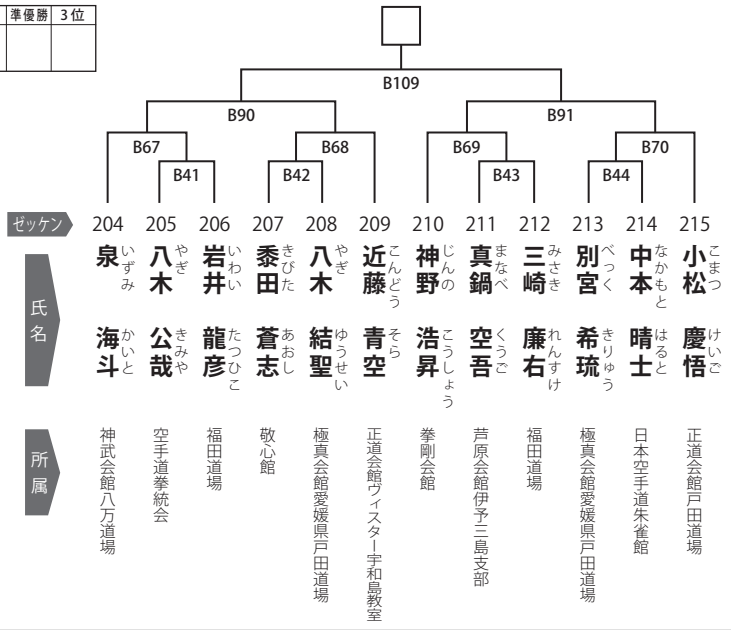 準優勝 3位
B109
B90 B91
B67 B68 B69 B70
B41 B42 B43 B44
ゼッケン 204 205 206 207 208 209 210 211 212 213 214 215
氏名
泉 海斗
いずみ かいと
八木 公哉
やぎ きみや
岩井 龍彦
いわい たつひこ
黍田 蒼志
きびた あおし
八木 結聖
やぎ ゆうせい
近藤 青空
こんどう そら
神野 浩昇
じんの こうしょう
真鍋 空吾
まなべ くうご
三崎 廉右
みさき れんすけ
別宮 希琉
べっく きりゅう
中本 晴士
なかもと はると
小松 慶悟
こまつ けいご
所属
神武会館八万道場
空手道拳統会
福田道場
敬心館
極真会館愛媛県戸田道場
正道会館ヴィスター宇和島教室
拳剛会館
芦原会館伊予三島支部
福田道場
極真会館愛媛県戸田道場
日本空手道朱雀館
正道会館戸田道場